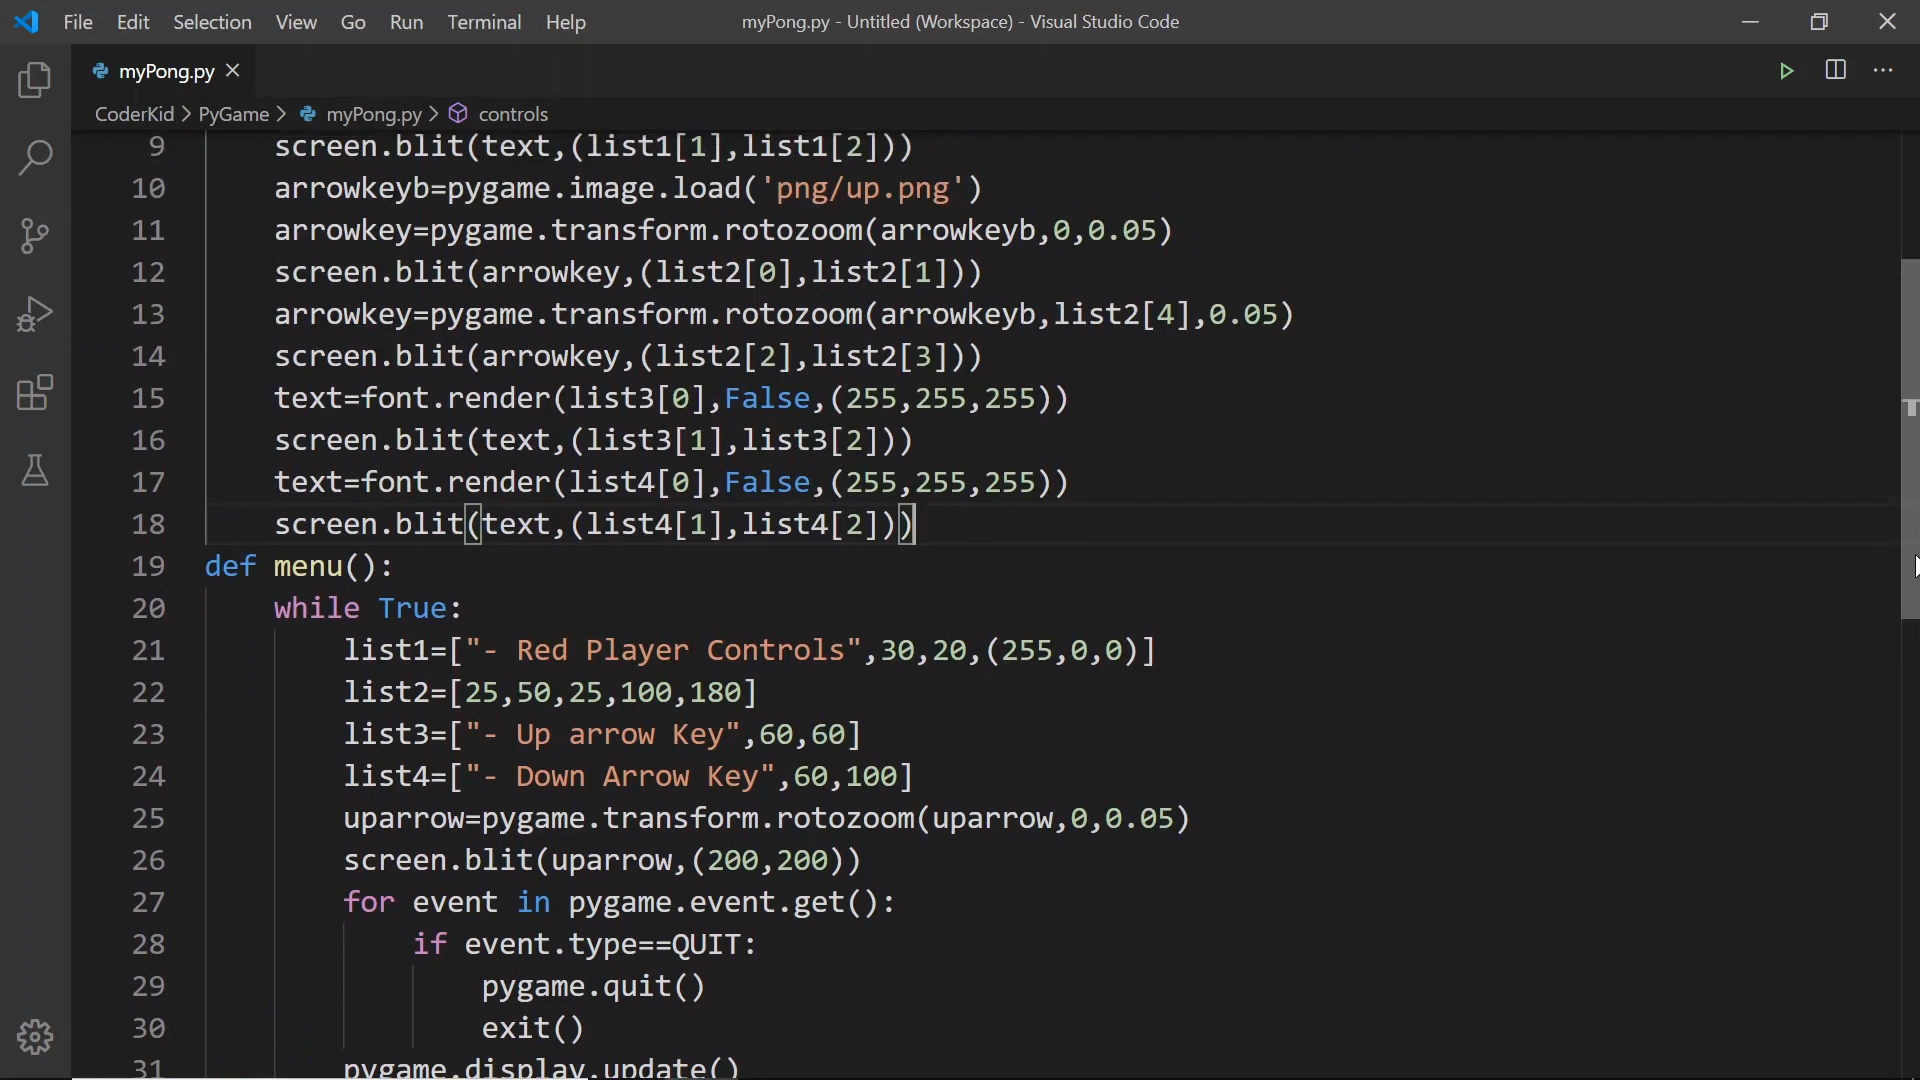 File Edit Selection View Go Run Terminal Help myPong.py - Untitled (Workspace) - Visual Studio Code
myPong.py
CoderKid > PyGame > myPong.py > controls
9 screen.blit(text,(list1[1],list1[2]))
10 arrowkeyb=pygame.image.load('png/up.png')
11 arrowkey=pygame.transform.rotozoom(arrowkeyb,0,0.05)
12 screen.blit(arrowkey,(list2[0],list2[1]))
13 arrowkey=pygame.transform.rotozoom(arrowkeyb,list2[4],0.05)
14 screen.blit(arrowkey,(list2[2],list2[3]))
15 text=font.render(list3[0],False,(255,255,255))
16 screen.blit(text,(list3[1],list3[2]))
17 text=font.render(list4[0],False,(255,255,255))
18 screen.blit(text,(list4[1],list4[2]))
19 def menu():
20 while True:
21 list1=["- Red Player Controls",30,20,(255,0,0)]
22 list2=[25,50,25,100,180]
23 list3=["- Up arrow Key",60,60]
24 list4=["- Down Arrow Key",60,100]
25 uparrow=pygame.transform.rotozoom(uparrow,0,0.05)
26 screen.blit(uparrow,(200,200))
27 for event in pygame.event.get():
28 if event.type==QUIT:
29 pygame.quit()
30 exit()
31 pygame.display.update()